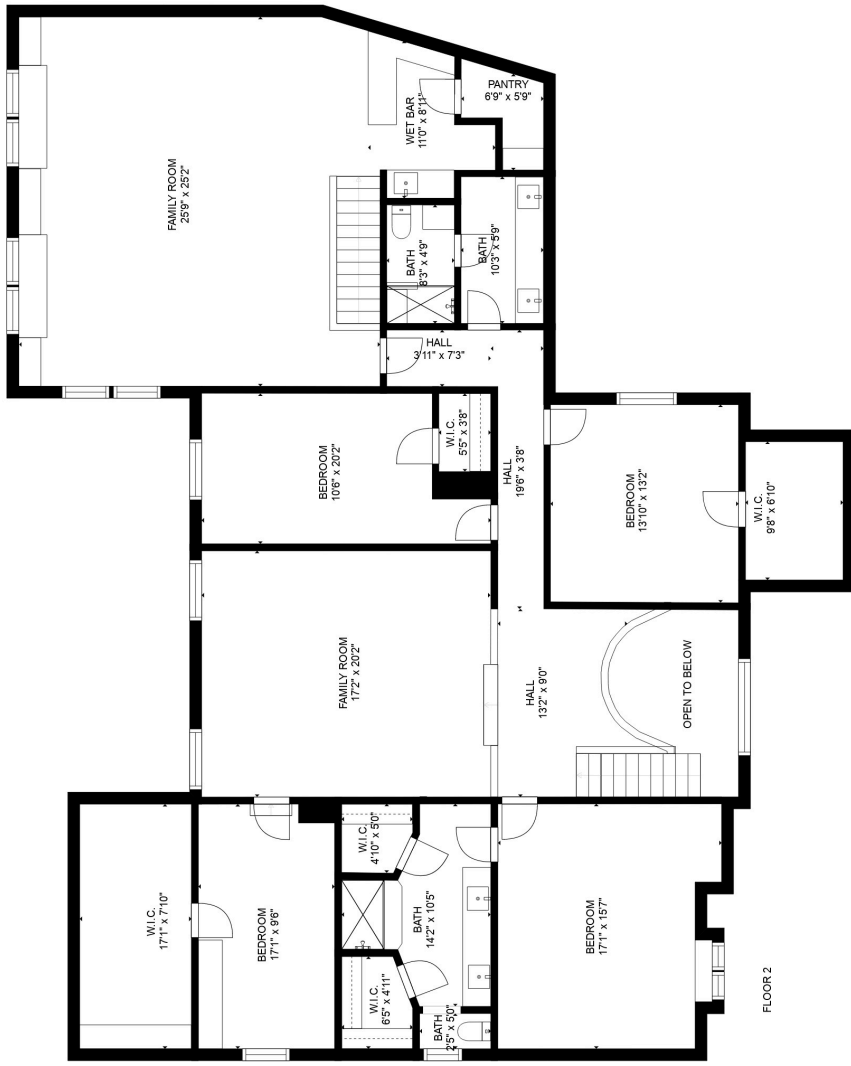 PANTRY
6'9" x 5'9"
WET BAR
11'0" x 8'11"
FAMILY ROOM
25'9" x 25'2"
BATH
8'3" x 4'9"
BATH
10'3" x 5'9"
HALL
3'11" x 7'3"
W.I.C.
5'5" x 3'8"
BEDROOM
10'6" x 20'2"
HALL
19'6" x 3'8"
BEDROOM
13'10" x 13'2"
W.I.C.
9'8" x 6'10"
FAMILY ROOM
17'2" x 20'2"
HALL
13'2" x 9'0"
OPEN TO BELOW
W.I.C.
17'1" x 7'10"
BEDROOM
17'1" x 9'6"
W.I.C.
4'10" x 5'0"
BATH
14'2" x 10'5"
W.I.C.
6'5" x 4'11"
BATH
2'5" x 5'0"
BEDROOM
17'1" x 15'7"
FLOOR 2